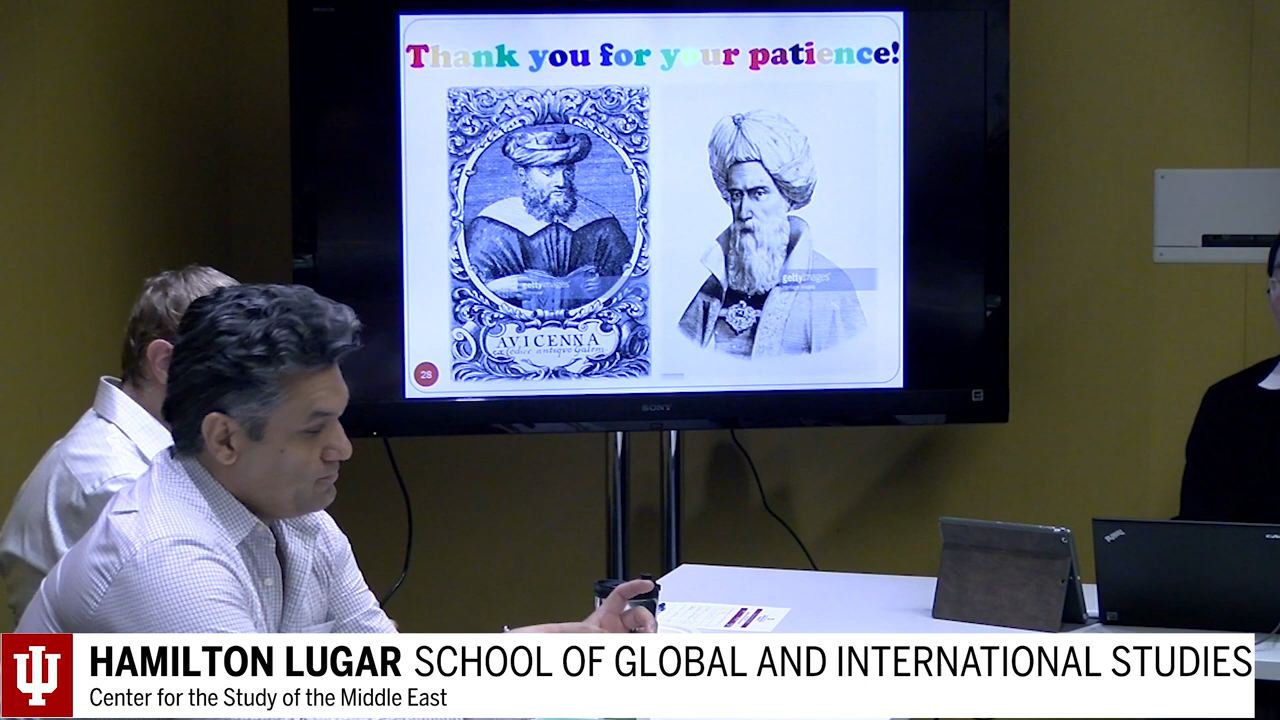 Thank you for your patience!
gettyimages
gettyimages
AVICENNA
28
SONY
ThinkPad
HAMILTON LUGAR SCHOOL OF GLOBAL AND INTERNATIONAL STUDIES
Center for the Study of the Middle East